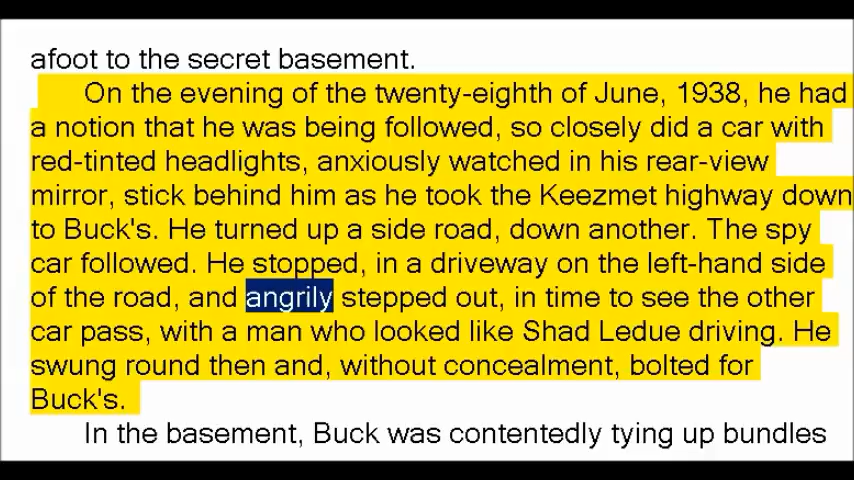 afoot to the secret basement.
On the evening of the twenty-eighth of June, 1938, he had
a notion that he was being followed, so closely did a car with
red-tinted headlights, anxiously watched in his rear-view
mirror, stick behind him as he took the Keezmet highway down
to Buck's. He turned up a side road, down another. The spy
car followed. He stopped, in a driveway on the left-hand side
of the road, and angrily stepped out, in time to see the other
car pass, with a man who looked like Shad Ledue driving. He
swung round then and, without concealment, bolted for
Buck's.
In the basement, Buck was contentedly tying up bundles